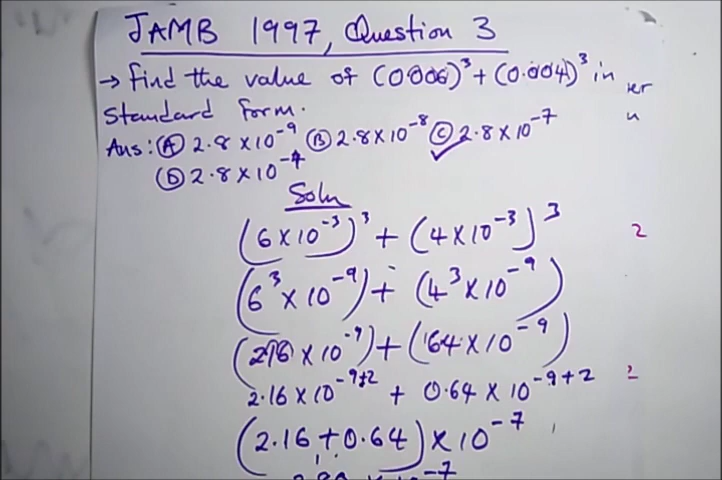 JAMB 1997, Question 3
→ Find the value of (0.006)³ + (0.004)³ in
standard form.
Ans: (A) 2.8 × 10⁻⁹ (B) 2.8 × 10⁻⁸ (C) 2.8 × 10⁻⁷
(D) 2.8 × 10⁻⁴
Soln
(6 × 10⁻³)³ + (4 × 10⁻³)³
(6³ × 10⁻⁹) + (4³ × 10⁻⁹)
(216 × 10⁻⁹) + (64 × 10⁻⁹)
2.16 × 10⁻⁹⁺² + 0.64 × 10⁻⁹⁺²
(2.16 + 0.64) × 10⁻⁷